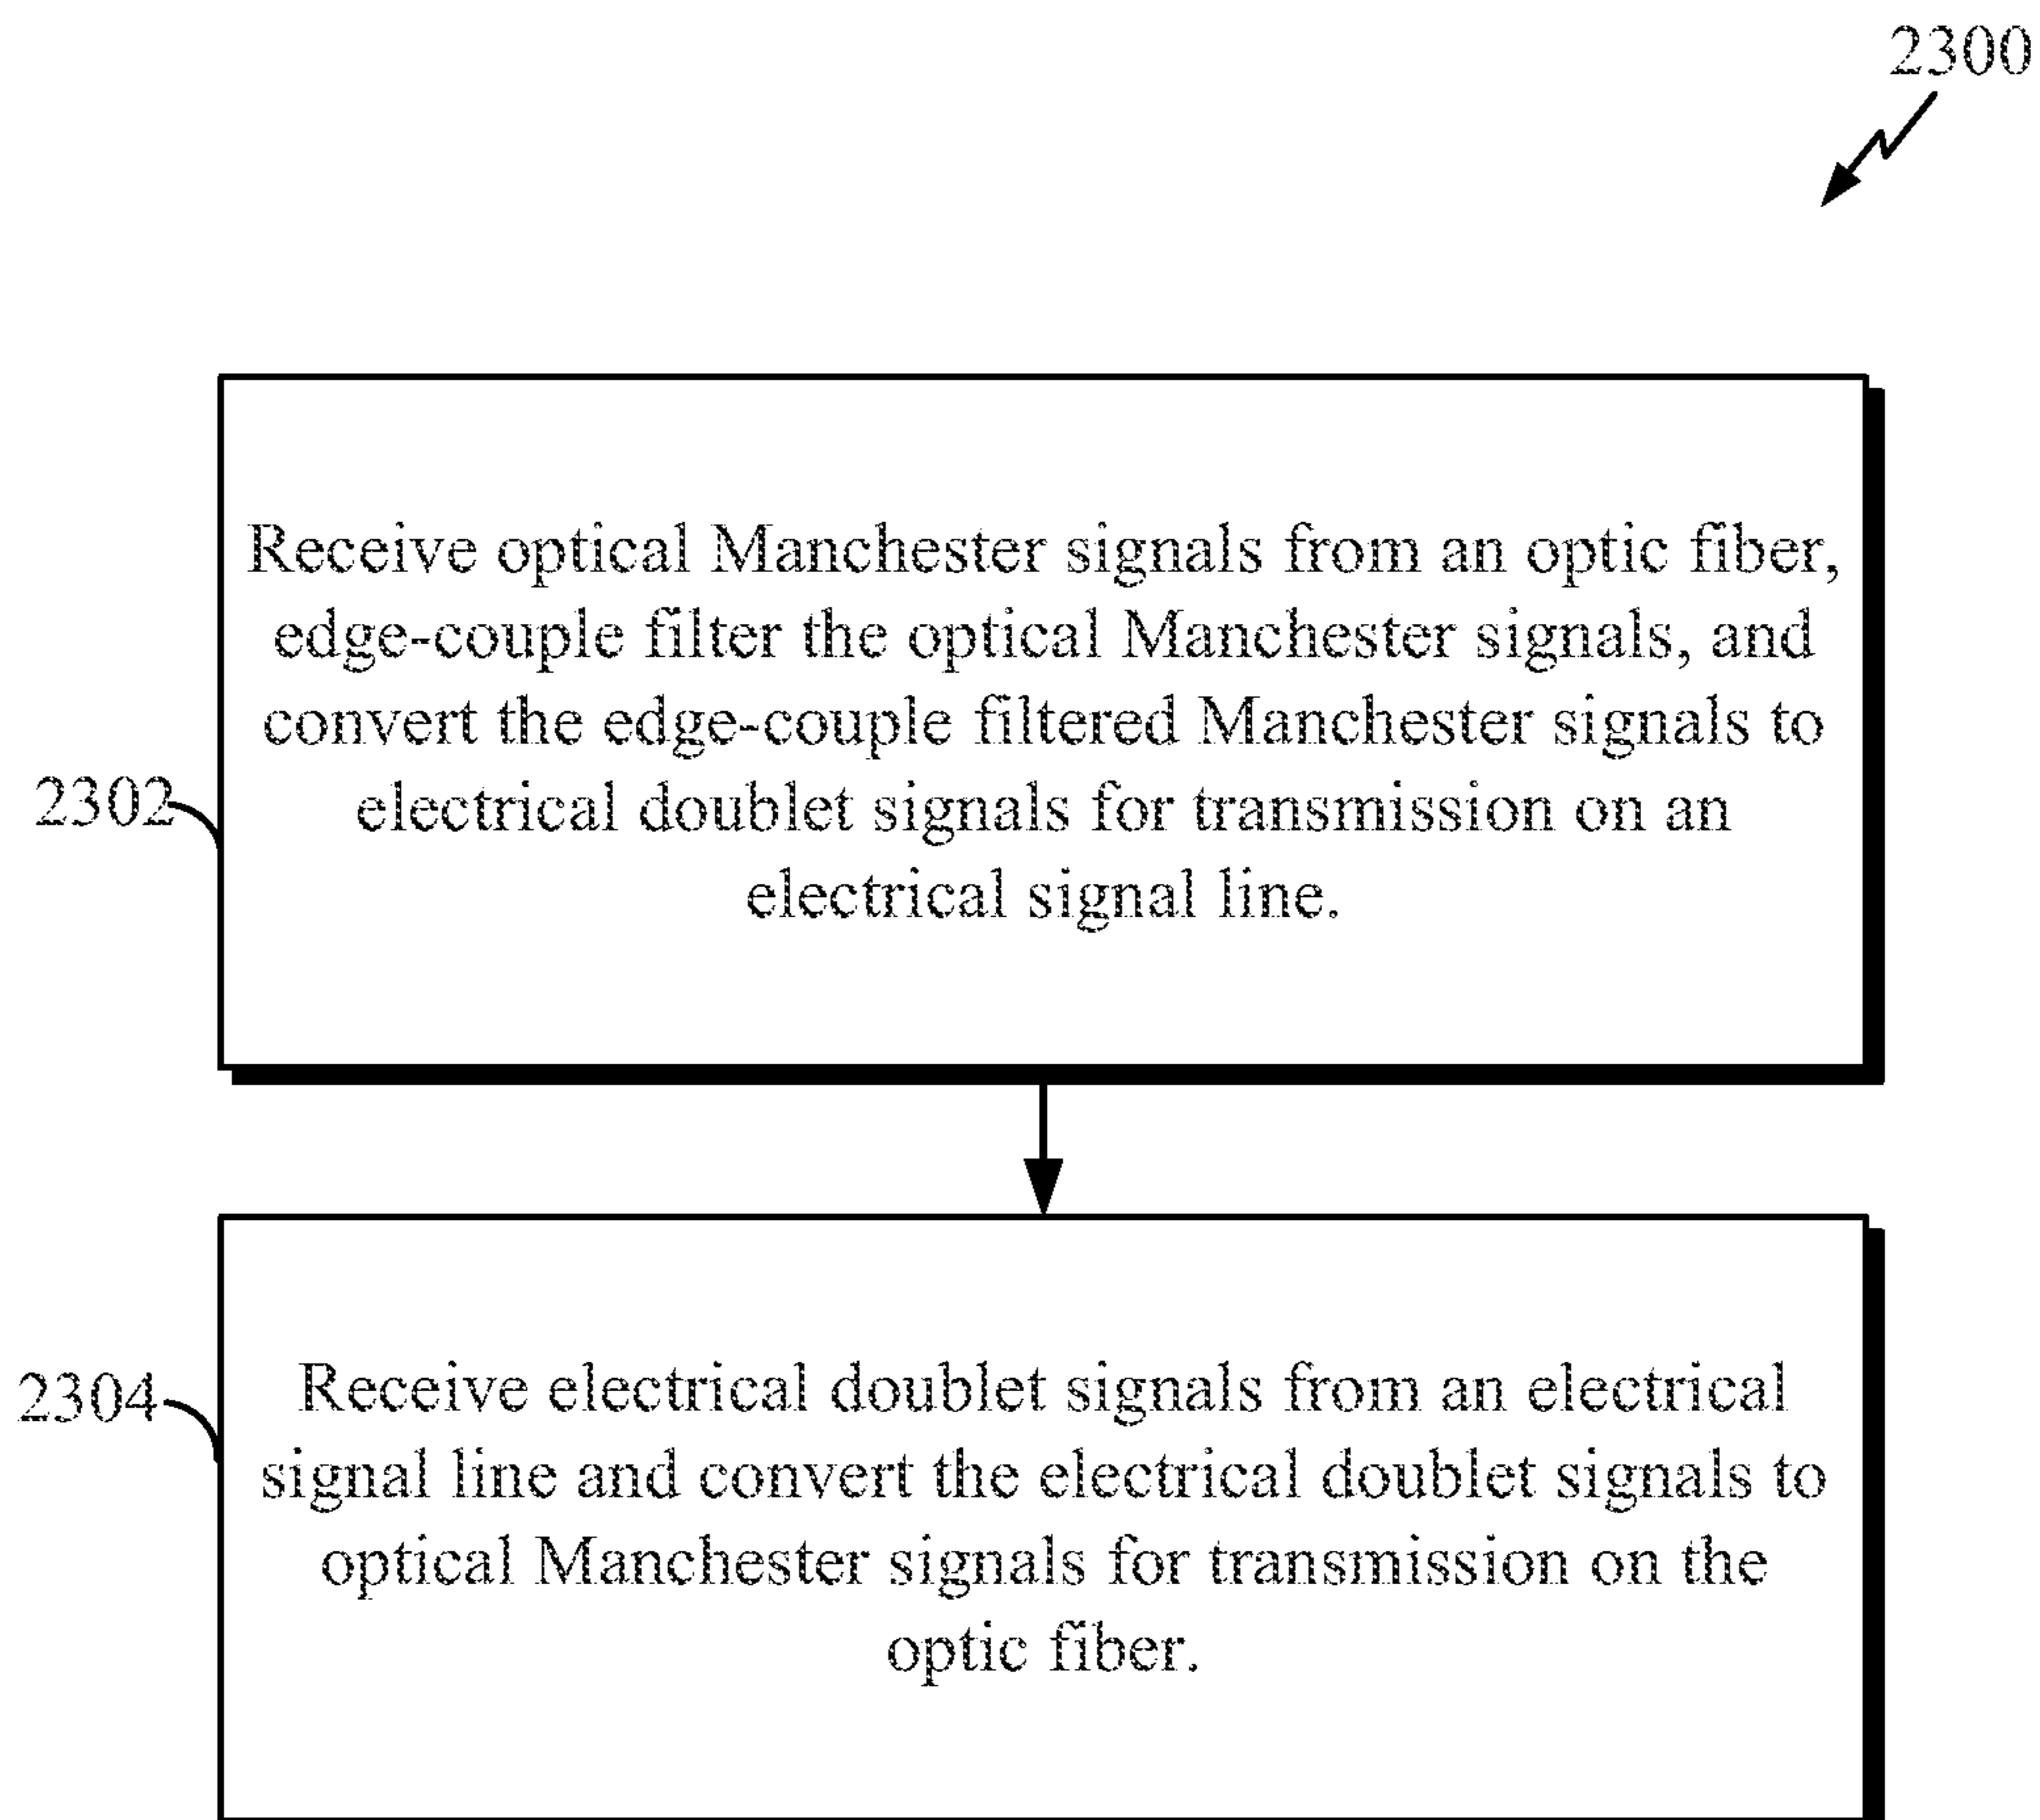 2300
Receive optical Manchester signals from an optic fiber,
edge-couple filter the optical Manchester signals, and
convert the edge-couple filtered Manchester signals to
2302
electrical doublet signals for transmission on an
electrical signal line.
2304
Receive electrical doublet signals from an electrical
signal line and convert the electrical doublet signals to
optical Manchester signals for transmission on the
optic fiber.